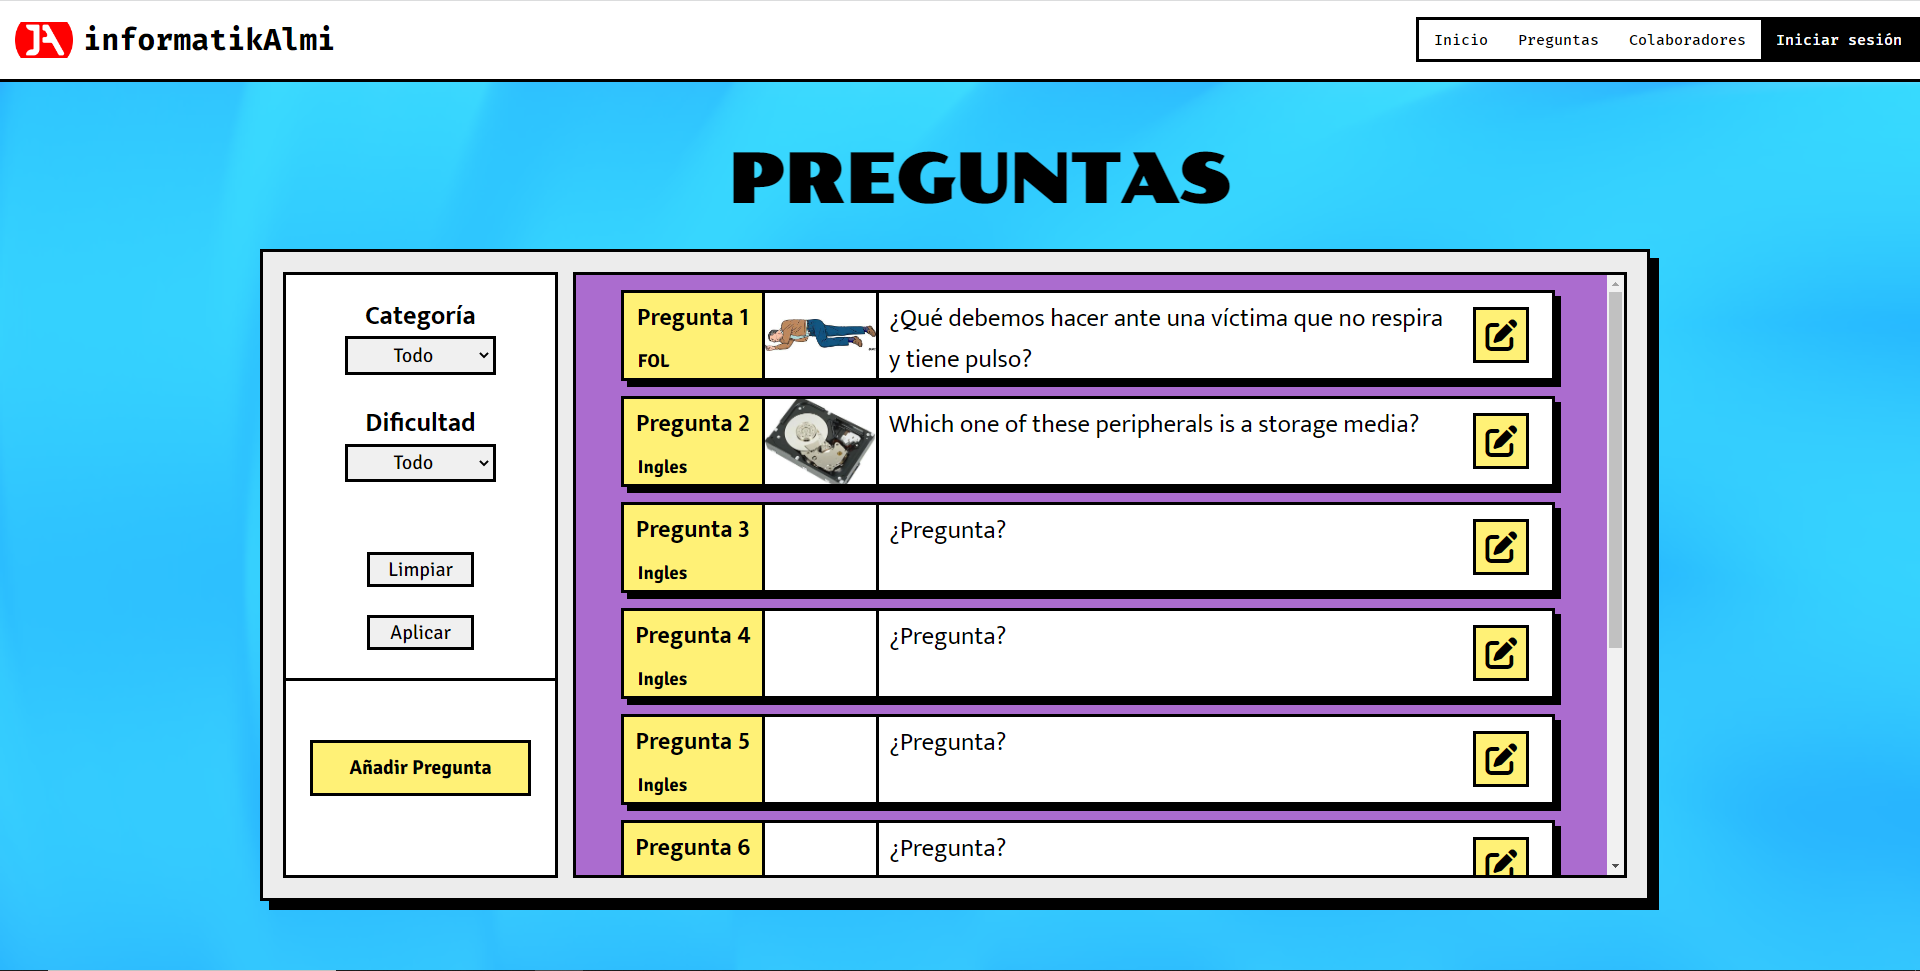 JA informatikAlmi
Inicio Preguntas Colaboradores Iniciar sesión
PREGUNTAS
Categoría
Todo
Dificultad
Todo
Limpiar
Aplicar
Añadir Pregunta
Pregunta 1
FOL
¿Qué debemos hacer ante una víctima que no respira
y tiene pulso?
Pregunta 2
Ingles
Which one of these peripherals is a storage media?
Pregunta 3
Ingles
¿Pregunta?
Pregunta 4
Ingles
¿Pregunta?
Pregunta 5
Ingles
¿Pregunta?
Pregunta 6
¿Pregunta?